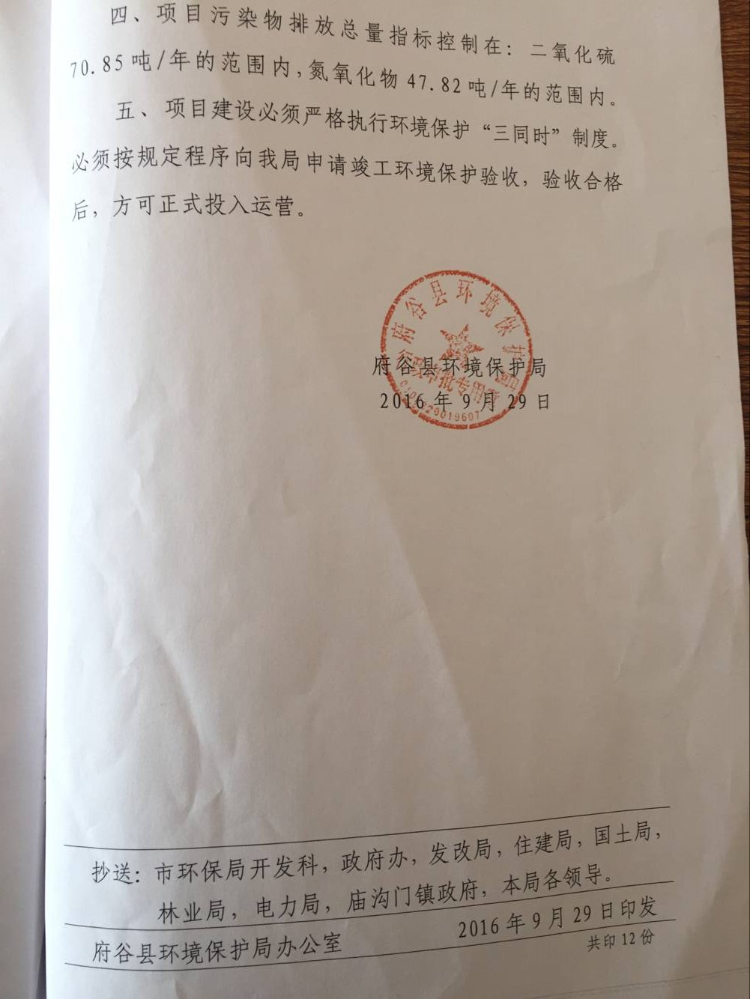 四、项目污染物排放总量指标控制在：二氧化硫
70.85吨/年的范围内,氮氧化物47.82吨/年的范围内。
五、项目建设必须严格执行环境保护“三同时”制度。
必须按规定程序向我局申请竣工环境保护验收，验收合格
后，方可正式投入运营。
府谷县环境保护局
行政审批专用章
府谷县环境保护局
2016年9月29日
抄送：市环保局开发科，政府办，发改局，住建局，国土局，
林业局，电力局，庙沟门镇政府，本局各领导。
府谷县环境保护局办公室 2016年9月29日印发
共印12份